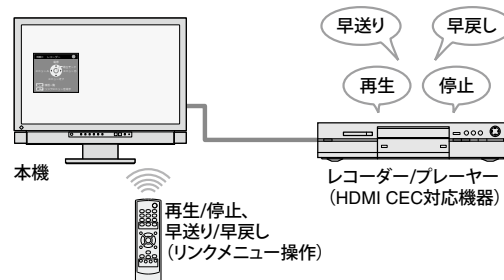 早送り
早戻し
再生
停止
本機
レコーダー/プレーヤー
（HDMI CEC対応機器）
再生/停止、
早送り/早戻し
（リンクメニュー操作）